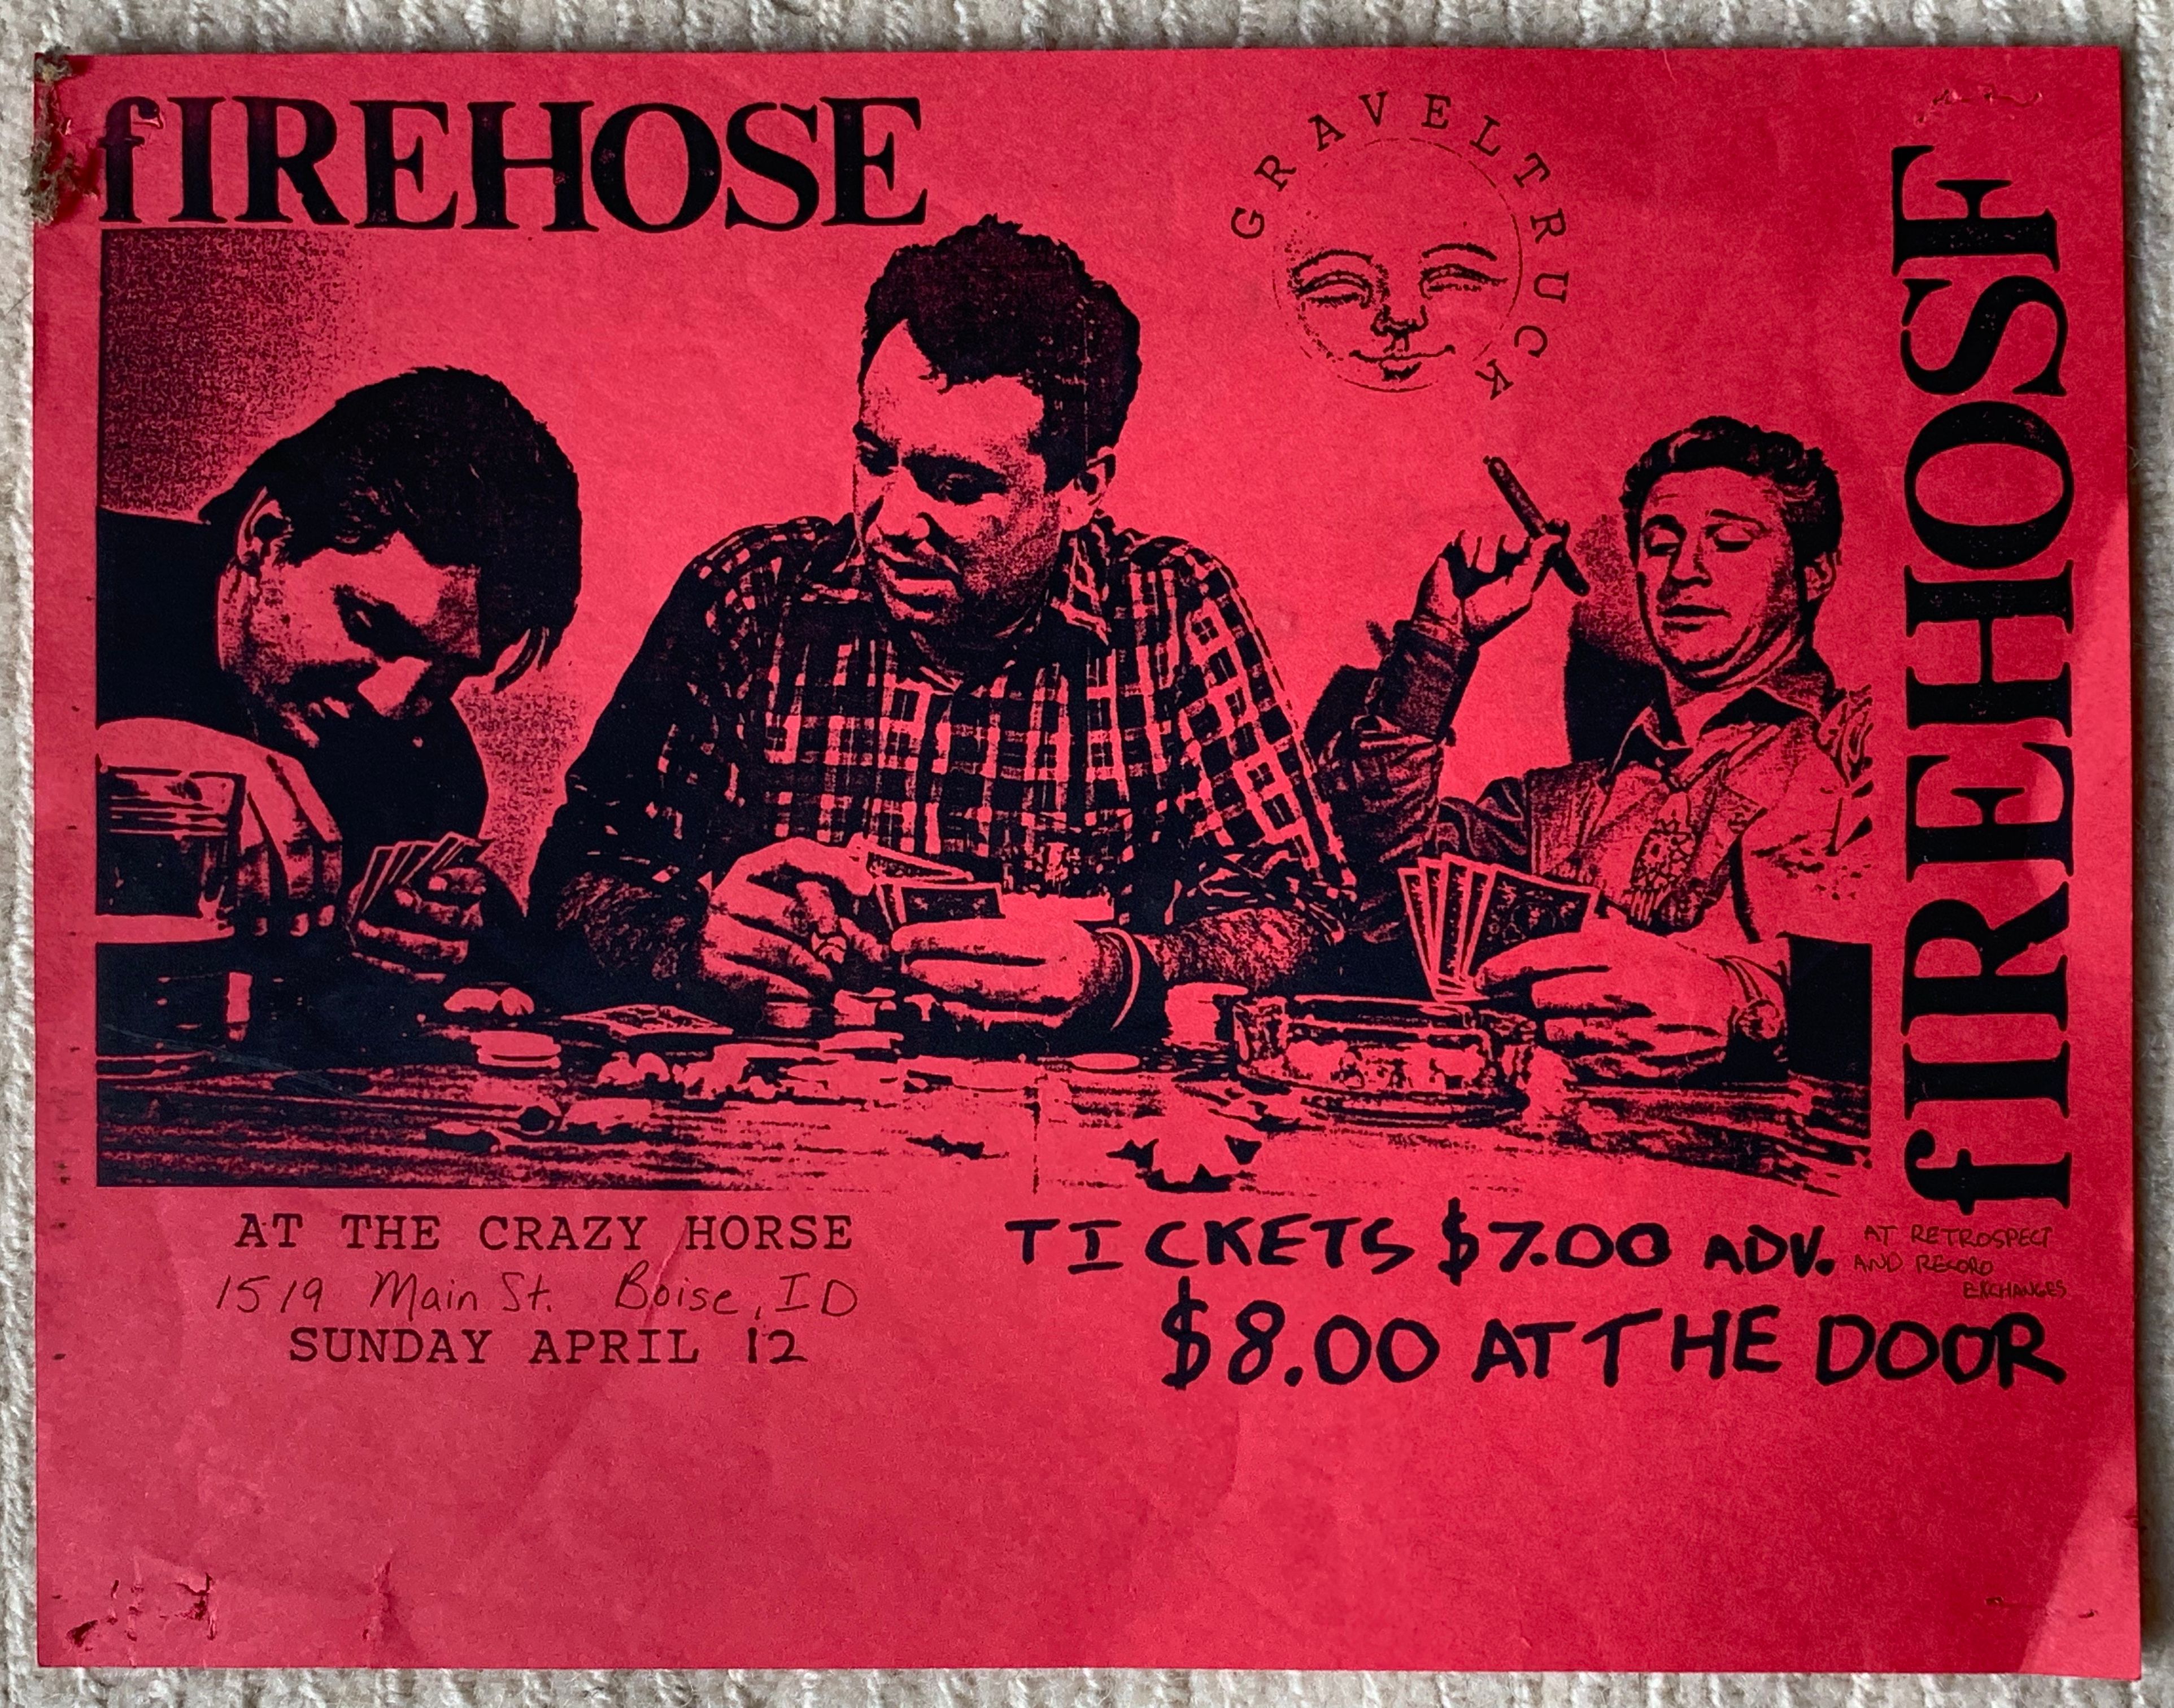 fIREHOSE
GRAVELTRUCK
fIREHOSE
AT THE CRAZY HORSE
1519 Main St. Boise, ID
SUNDAY APRIL 12
TICKETS $7.00 ADV.
AT RETROSPECT
AND RECORD
EXCHANGES
$8.00 AT THE DOOR